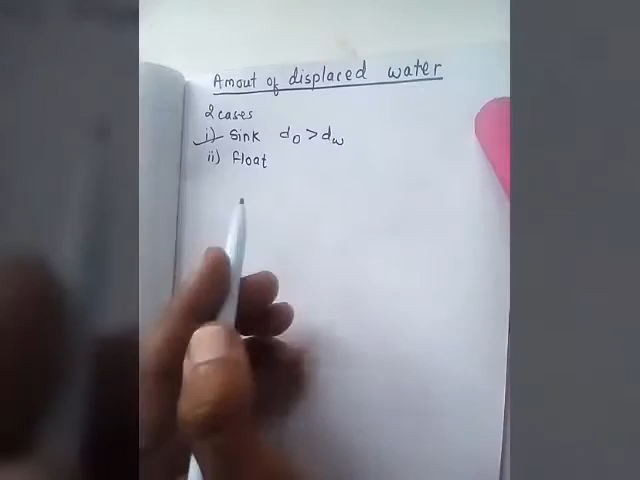 Amout of displaced water
2 cases
i) Sink d₀ > dw
ii) float